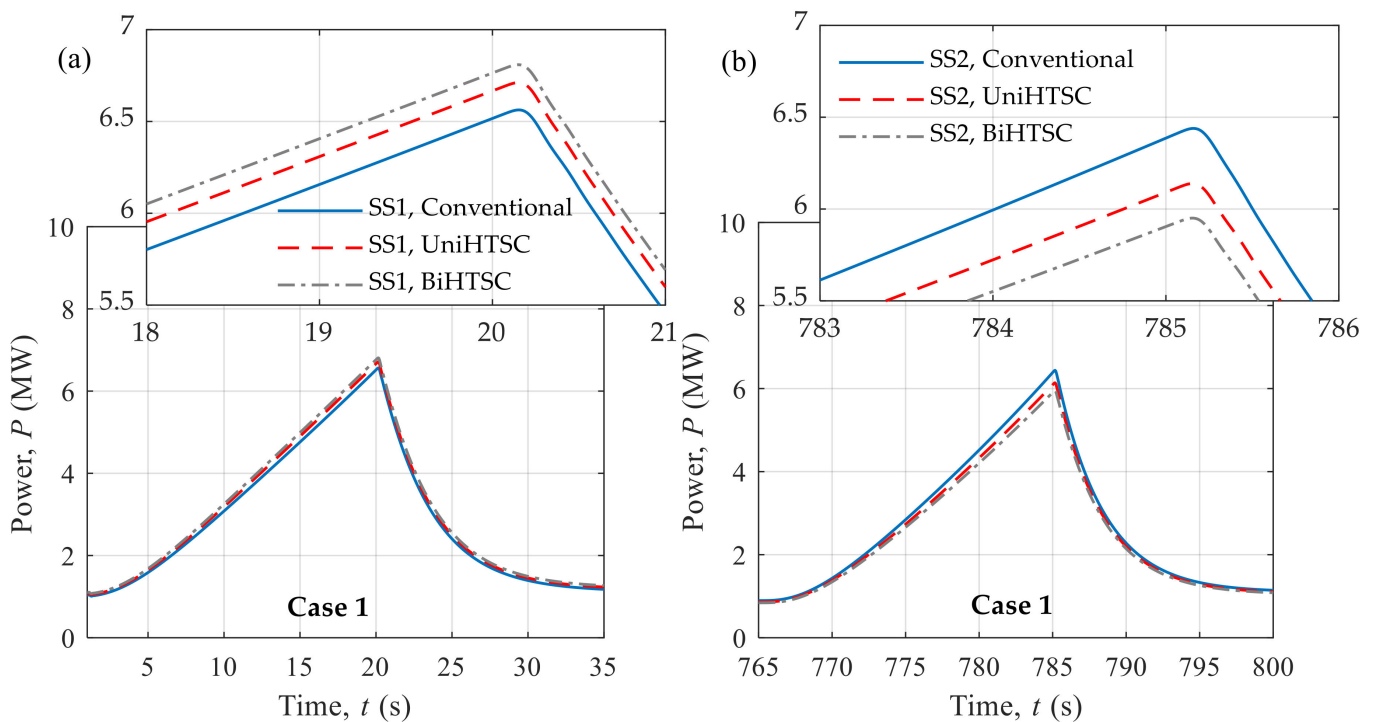 (a)
7
6.5
6
5.5
18 19 20 21
SS1, Conventional
SS1, UniHTSC
SS1, BiHTSC
10
8
6
4
2
0
5 10 15 20 25 30 35
Power, P (MW)
Case 1
Time, t (s)
(b)
7
6.5
6
5.5
783 784 785 786
SS2, Conventional
SS2, UniHTSC
SS2, BiHTSC
10
8
6
4
2
0
765 770 775 780 785 790 795 800
Power, P (MW)
Case 1
Time, t (s)